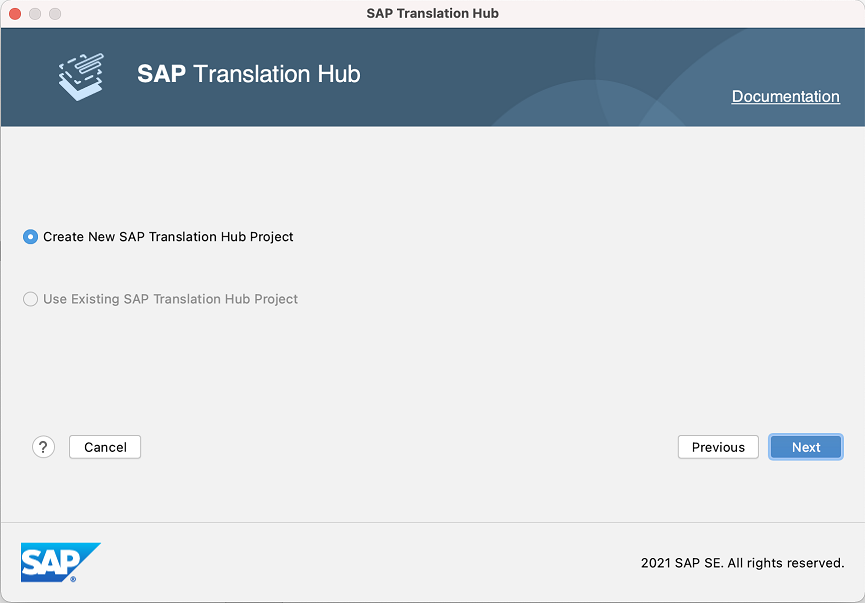 SAP Translation Hub
SAP Translation Hub
Documentation
Create New SAP Translation Hub Project
Use Existing SAP Translation Hub Project
? Cancel Previous Next
SAP ®
2021 SAP SE. All rights reserved.